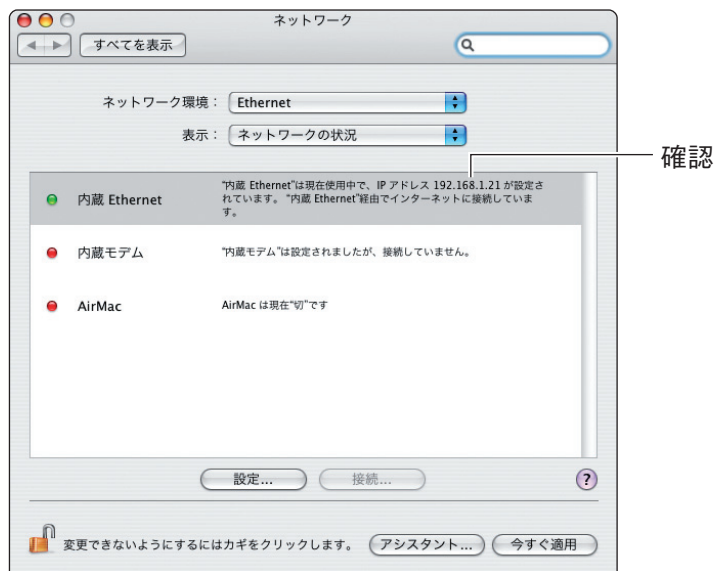 ネットワーク
すべてを表示
ネットワーク環境： Ethernet
表示： ネットワークの状況
確認
内蔵 Ethernet
“内蔵 Ethernet”は現在使用中で、IP アドレス 192.168.1.21 が設定さ
れています。“内蔵 Ethernet”経由でインターネットに接続していま
す。
内蔵モデム
“内蔵モデム”は設定されましたが、接続していません。
AirMac
AirMac は現在“切”です
設定...
接続...
?
変更できないようにするにはカギをクリックします。
アシスタント...
今すぐ適用